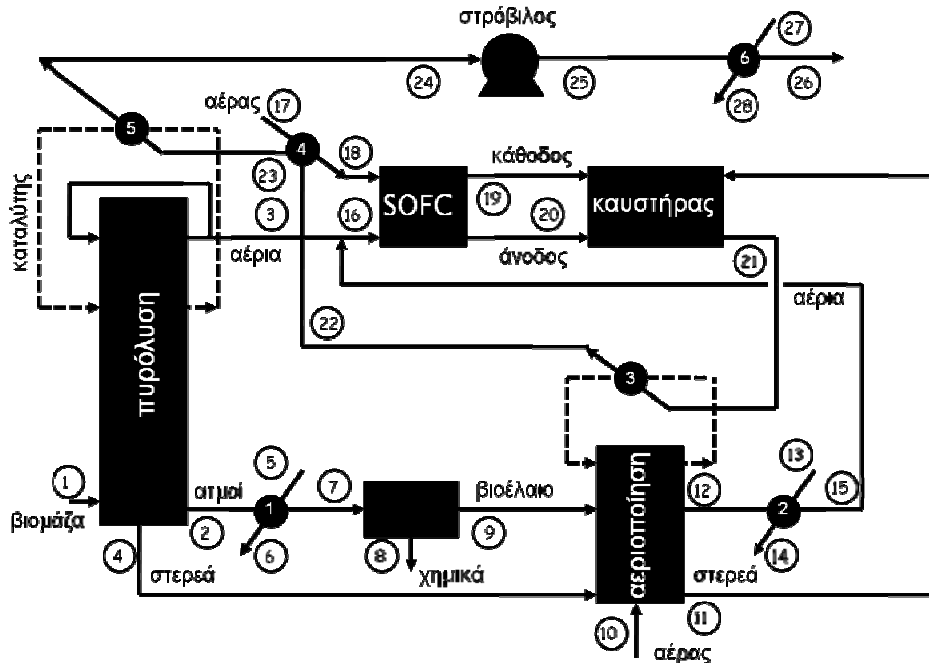 στρόβιλος
27
6
24
25
26
28
5
αέρας 17
4
18
κάθοδος
23
SOFC
19
καυστήρας
καταλύτης
3
16
20
αέρια
άνοδος
21
αέρια
22
πυρόλυση
3
1
βιομάζα
ατμοί
5
7
βιοέλαιο
αεριοποίηση
12
13
15
1
2
2
6
8
9
14
4
στερεά
χημικά
στερεά
10
11
αέρας